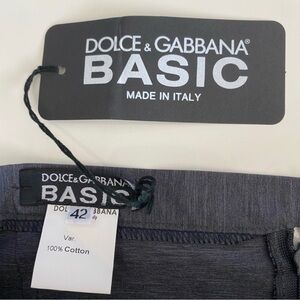 DOLCE & GABBANA®
BASIC
MADE IN ITALY
DOLCE & GABBANA
BASIC
42
Var.
100% Cotton